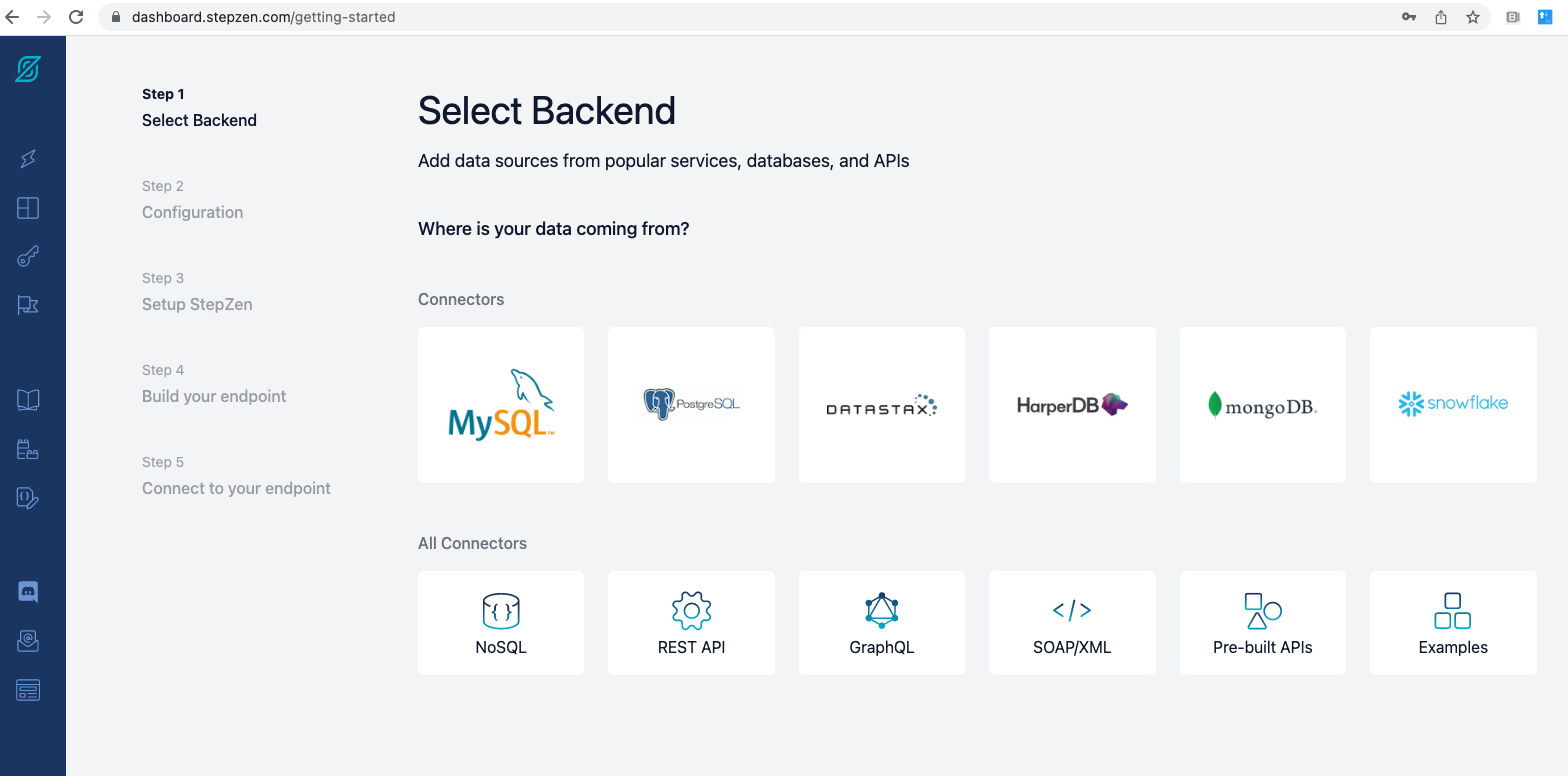 dashboard.stepzen.com/getting-started
Step 1
Select Backend
Step 2
Configuration
Step 3
Setup StepZen
Step 4
Build your endpoint
Step 5
Connect to your endpoint
Select Backend
Add data sources from popular services, databases, and APIs
Where is your data coming from?
Connectors
MySQL™
PostgreSQL
DATASTAX
HarperDB
mongoDB®
snowflake
All Connectors
{ }
NoSQL
REST API
GraphQL
</>
SOAP/XML
Pre-built APIs
Examples